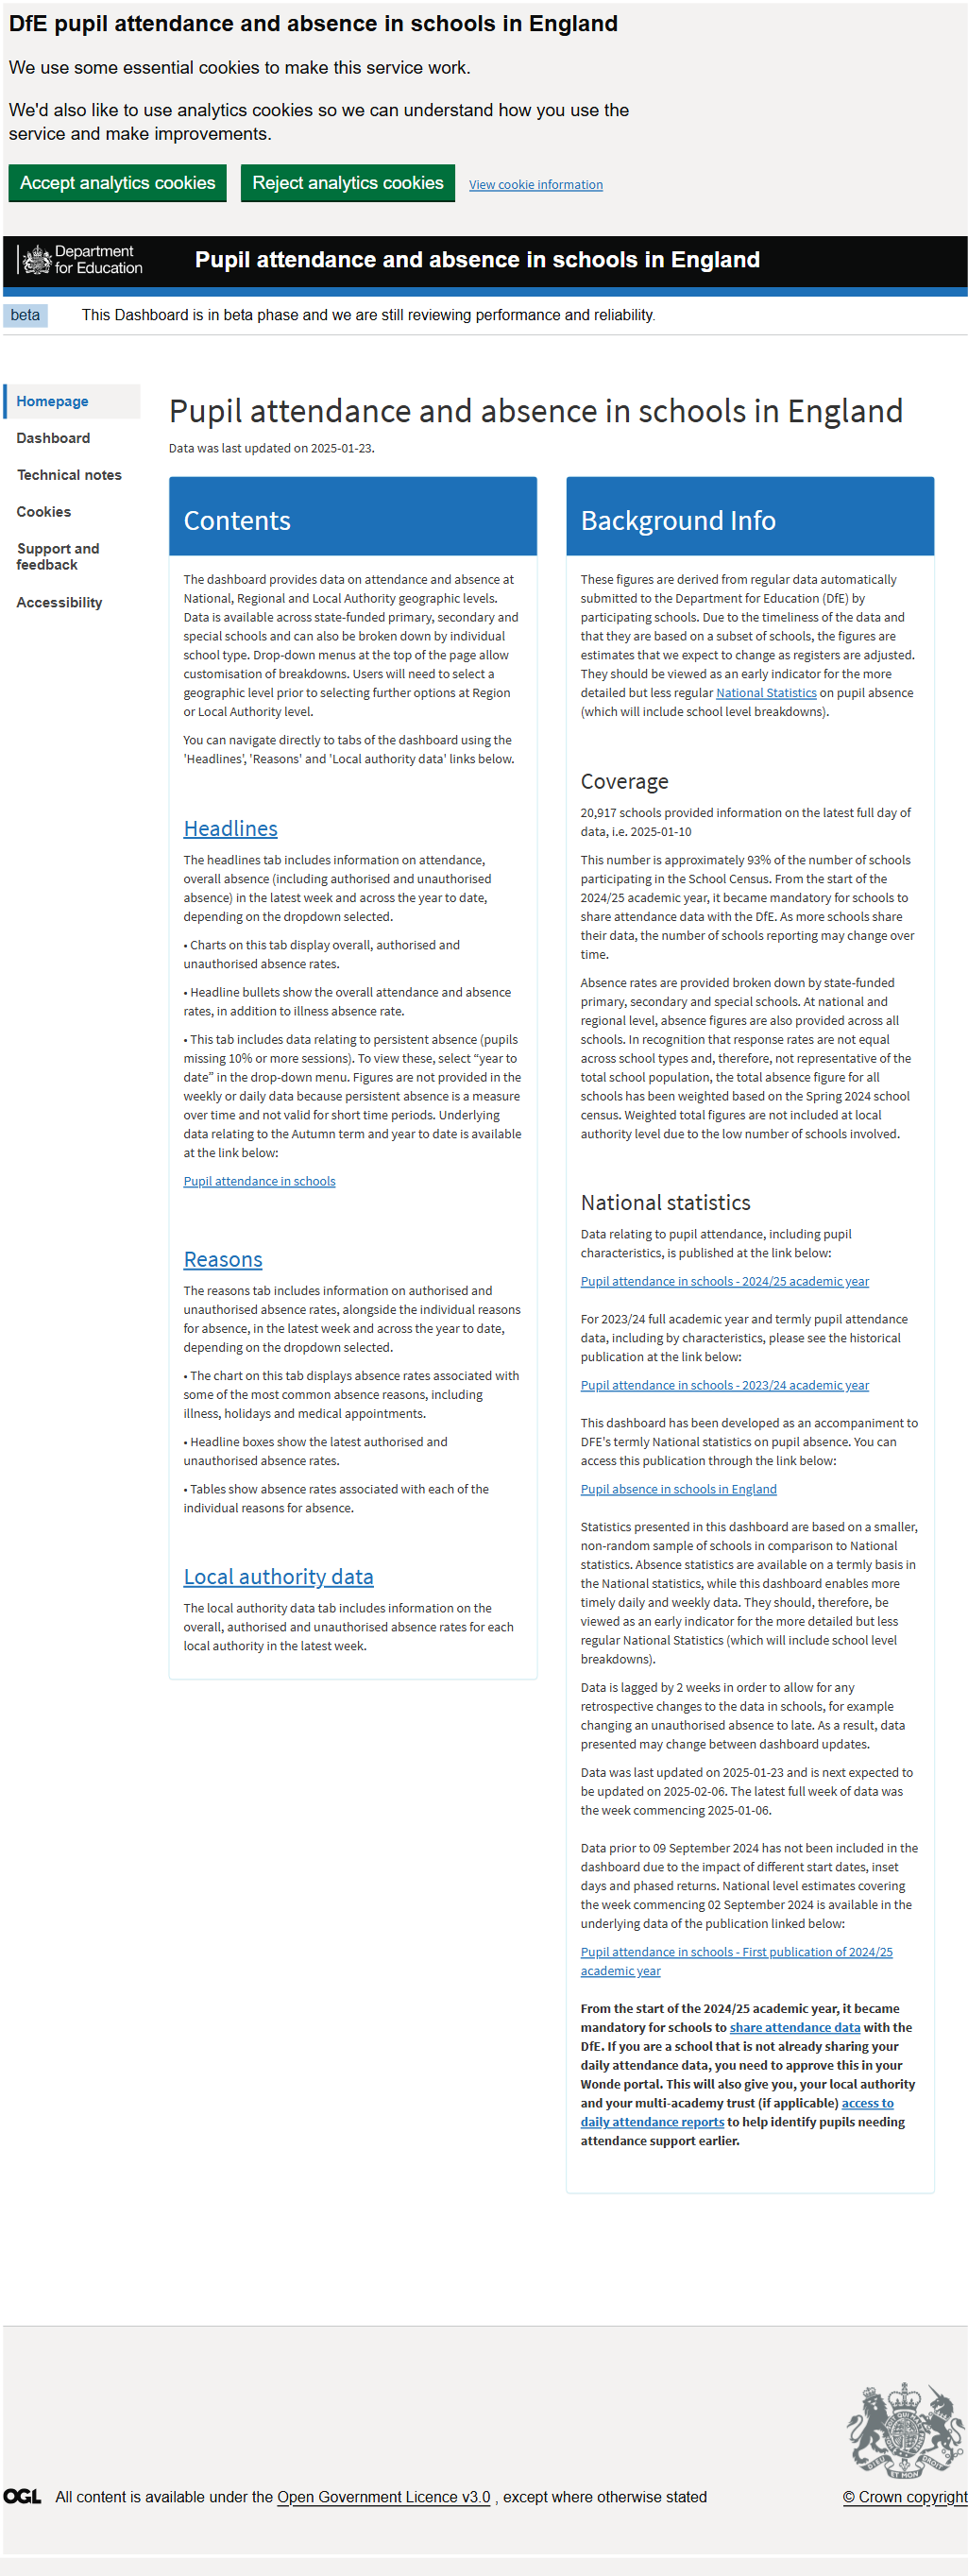 DfE pupil attendance and absence in schools in England
We use some essential cookies to make this service work.
We'd also like to use analytics cookies so we can understand how you use the
service and make improvements.
Accept analytics cookies
Reject analytics cookies
View cookie information
Department
for Education
Pupil attendance and absence in schools in England
beta
This Dashboard is in beta phase and we are still reviewing performance and reliability.
Homepage
Dashboard
Technical notes
Cookies
Support and
feedback
Accessibility
Pupil attendance and absence in schools in England
Data was last updated on 2025-01-23.
Contents
The dashboard provides data on attendance and absence at
National, Regional and Local Authority geographic levels.
Data is available across state-funded primary, secondary and
special schools and can also be broken down by individual
school type. Drop-down menus at the top of the page allow
customisation of breakdowns. Users will need to select a
geographic level prior to selecting further options at Region
or Local Authority level.
You can navigate directly to tabs of the dashboard using the
'Headlines', 'Reasons' and 'Local authority data' links below.
Headlines
The headlines tab includes information on attendance,
overall absence (including authorised and unauthorised
absence) in the latest week and across the year to date,
depending on the dropdown selected.
• Charts on this tab display overall, authorised and
unauthorised absence rates.
• Headline bullets show the overall attendance and absence
rates, in addition to illness absence rate.
• This tab includes data relating to persistent absence (pupils
missing 10% or more sessions). To view these, select “year to
date” in the drop-down menu. Figures are not provided in the
weekly or daily data because persistent absence is a measure
over time and not valid for short time periods. Underlying
data relating to the Autumn term and year to date is available
at the link below:
Pupil attendance in schools
Reasons
The reasons tab includes information on authorised and
unauthorised absence rates, alongside the individual reasons
for absence, in the latest week and across the year to date,
depending on the dropdown selected.
• The chart on this tab displays absence rates associated with
some of the most common absence reasons, including
illness, holidays and medical appointments.
• Headline boxes show the latest authorised and
unauthorised absence rates.
• Tables show absence rates associated with each of the
individual reasons for absence.
Local authority data
The local authority data tab includes information on the
overall, authorised and unauthorised absence rates for each
local authority in the latest week.
Background Info
These figures are derived from regular data automatically
submitted to the Department for Education (DfE) by
participating schools. Due to the timeliness of the data and
that they are based on a subset of schools, the figures are
estimates that we expect to change as registers are adjusted.
They should be viewed as an early indicator for the more
detailed but less regular National Statistics on pupil absence
(which will include school level breakdowns).
Coverage
20,917 schools provided information on the latest full day of
data, i.e. 2025-01-10
This number is approximately 93% of the number of schools
participating in the School Census. From the start of the
2024/25 academic year, it became mandatory for schools to
share attendance data with the DfE. As more schools share
their data, the number of schools reporting may change over
time.
Absence rates are provided broken down by state-funded
primary, secondary and special schools. At national and
regional level, absence figures are also provided across all
schools. In recognition that response rates are not equal
across school types and, therefore, not representative of the
total school population, the total absence figure for all
schools has been weighted based on the Spring 2024 school
census. Weighted total figures are not included at local
authority level due to the low number of schools involved.
National statistics
Data relating to pupil attendance, including pupil
characteristics, is published at the link below:
Pupil attendance in schools - 2024/25 academic year
For 2023/24 full academic year and termly pupil attendance
data, including by characteristics, please see the historical
publication at the link below:
Pupil attendance in schools - 2023/24 academic year
This dashboard has been developed as an accompaniment to
DFE's termly National statistics on pupil absence. You can
access this publication through the link below:
Pupil absence in schools in England
Statistics presented in this dashboard are based on a smaller,
non-random sample of schools in comparison to National
statistics. Absence statistics are available on a termly basis in
the National statistics, while this dashboard enables more
timely daily and weekly data. They should, therefore, be
viewed as an early indicator for the more detailed but less
regular National Statistics (which will include school level
breakdowns).
Data is lagged by 2 weeks in order to allow for any
retrospective changes to the data in schools, for example
changing an unauthorised absence to late. As a result, data
presented may change between dashboard updates.
Data was last updated on 2025-01-23 and is next expected to
be updated on 2025-02-06. The latest full week of data was
the week commencing 2025-01-06.
Data prior to 09 September 2024 has not been included in the
dashboard due to the impact of different start dates, inset
days and phased returns. National level estimates covering
the week commencing 02 September 2024 is available in the
underlying data of the publication linked below:
Pupil attendance in schools - First publication of 2024/25
academic year
From the start of the 2024/25 academic year, it became
mandatory for schools to share attendance data with the
DfE. If you are a school that is not already sharing your
daily attendance data, you need to approve this in your
Wonde portal. This will also give you, your local authority
and your multi-academy trust (if applicable) access to
daily attendance reports to help identify pupils needing
attendance support earlier.
OGL All content is available under the Open Government Licence v3.0 , except where otherwise stated
© Crown copyright